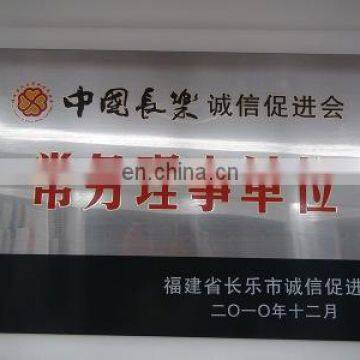 中國長樂诚信促进会
常务理事单位
en.china.cn
福建省长乐市诚信促进
二〇一〇年十二月